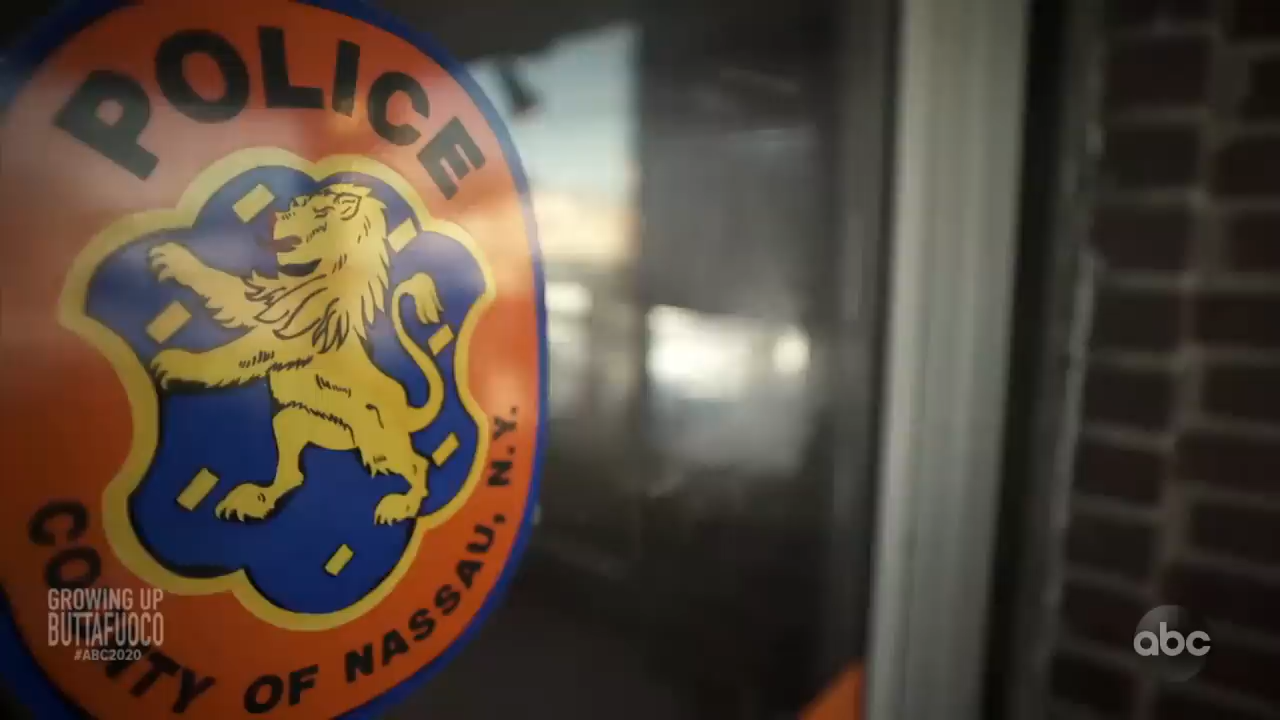 POLICE
COUNTY OF NASSAU, N.Y.
GROWING UP
BUTTAFUOCO
#ABC2020
abc